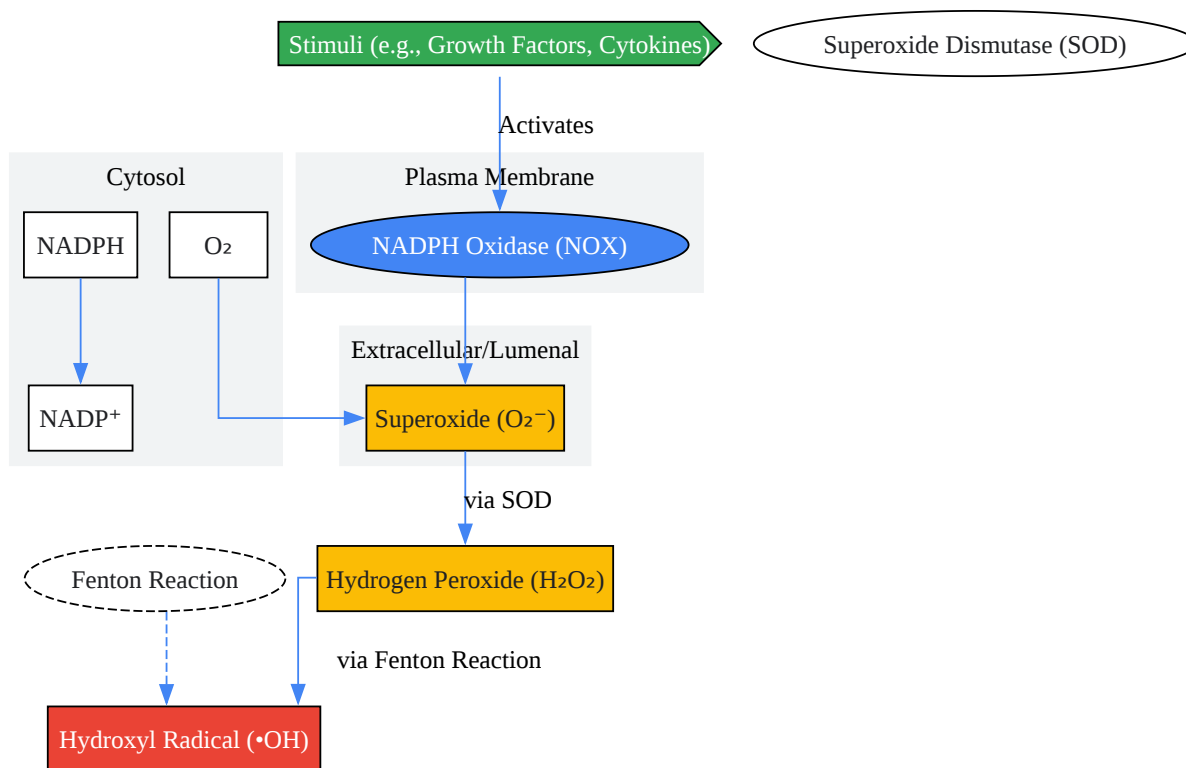 Stimuli (e.g., Growth Factors, Cytokines)
Superoxide Dismutase (SOD)
Activates
Cytosol
Plasma Membrane
NADPH
O₂
NADPH Oxidase (NOX)
Extracellular/Lumenal
NADP⁺
Superoxide (O₂⁻)
via SOD
Fenton Reaction
Hydrogen Peroxide (H₂O₂)
via Fenton Reaction
Hydroxyl Radical (•OH)